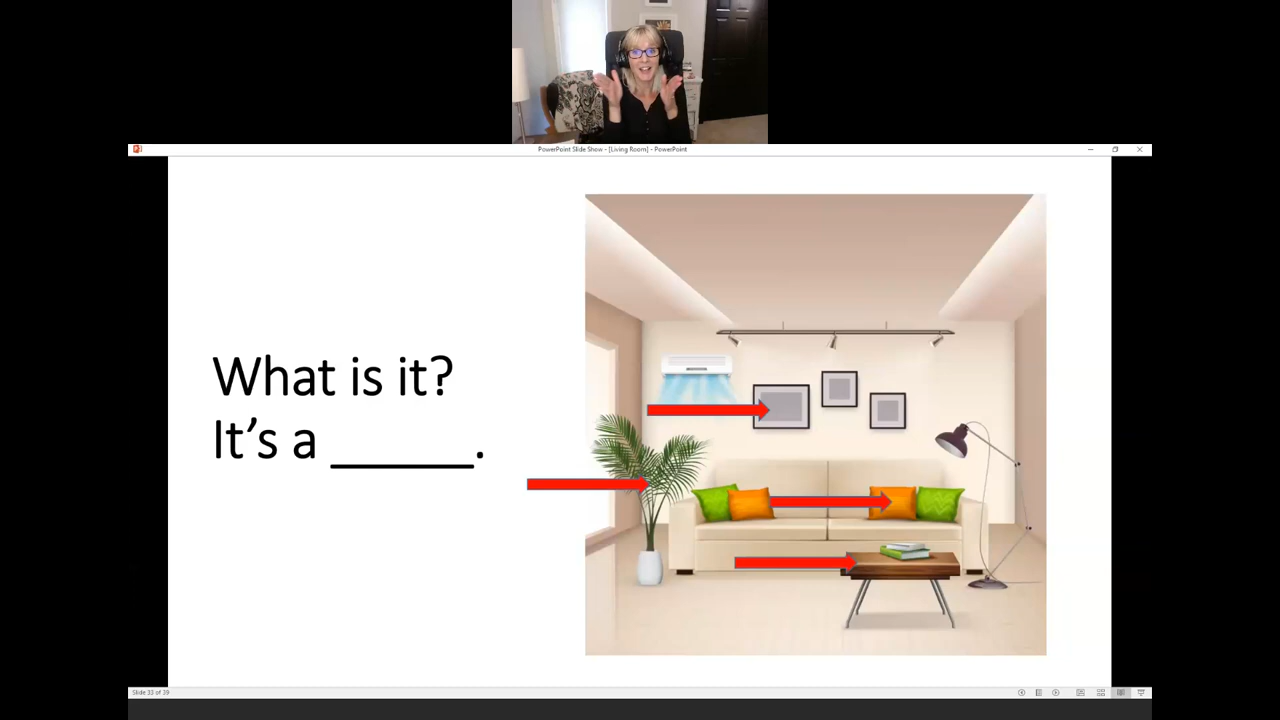 PowerPoint Slide Show - [Living Room] - PowerPoint
What is it?
It's a ______.
Slide 33 of 39